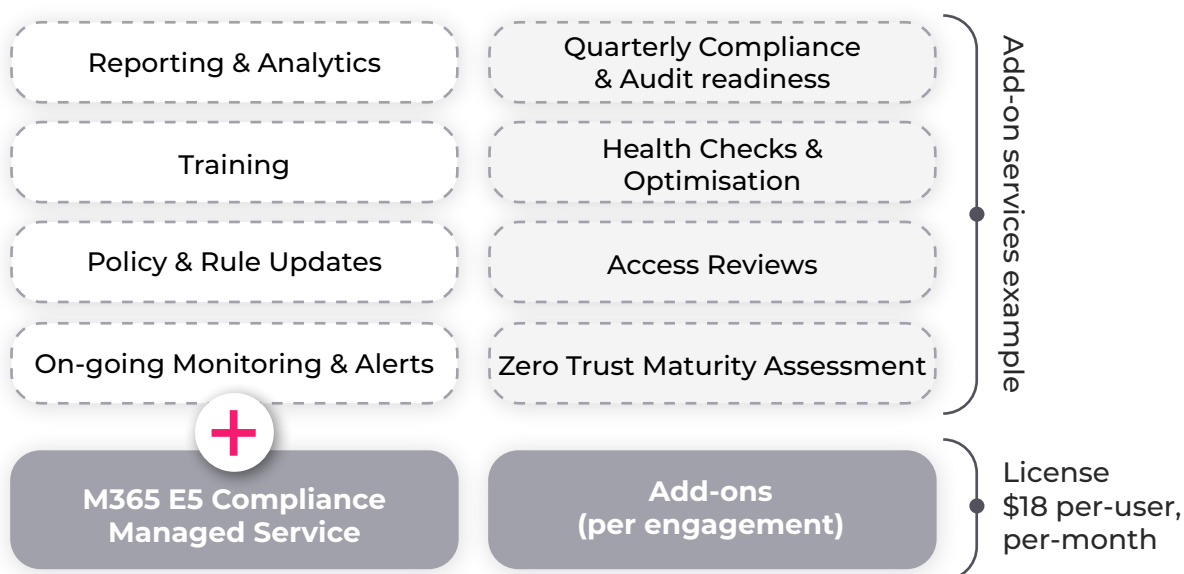 Reporting & Analytics
Quarterly Compliance
& Audit readiness
Training
Health Checks &
Optimisation
Policy & Rule Updates
Access Reviews
On-going Monitoring & Alerts
Zero Trust Maturity Assessment
Add-on services example
+
M365 E5 Compliance
Managed Service
Add-ons
(per engagement)
License
$18 per-user,
per-month